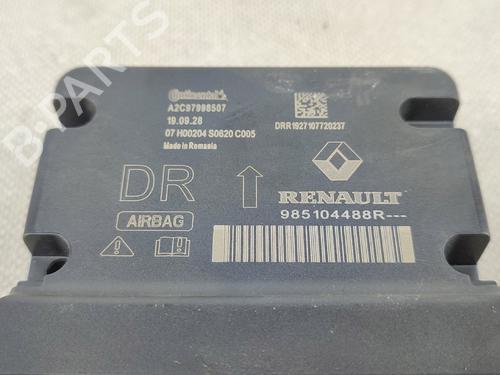 Continental
A2C97998507
19.09.28
07 H00204 S0620 C005
Made in Romania
DRR1927107720237
DR
AIRBAG
RENAULT
985104488R---
B-PARTS